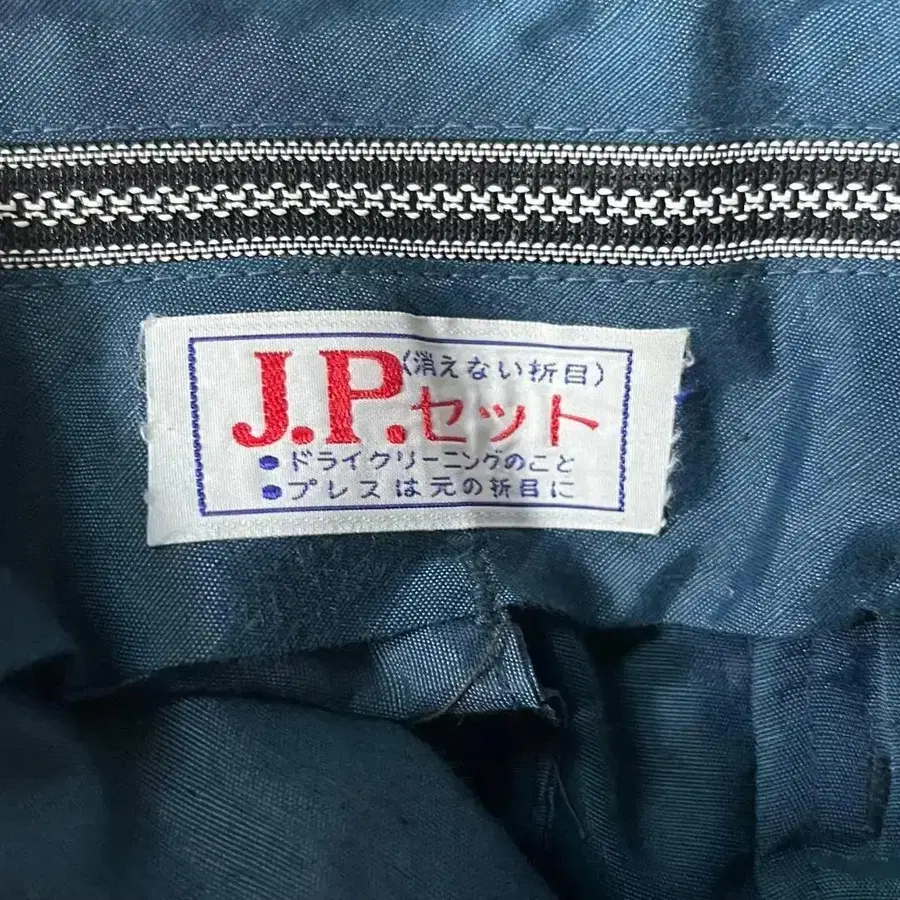 (消えない折目)
J.P.セット
●ドライクリーニングのこと
●プレスは元の折目に